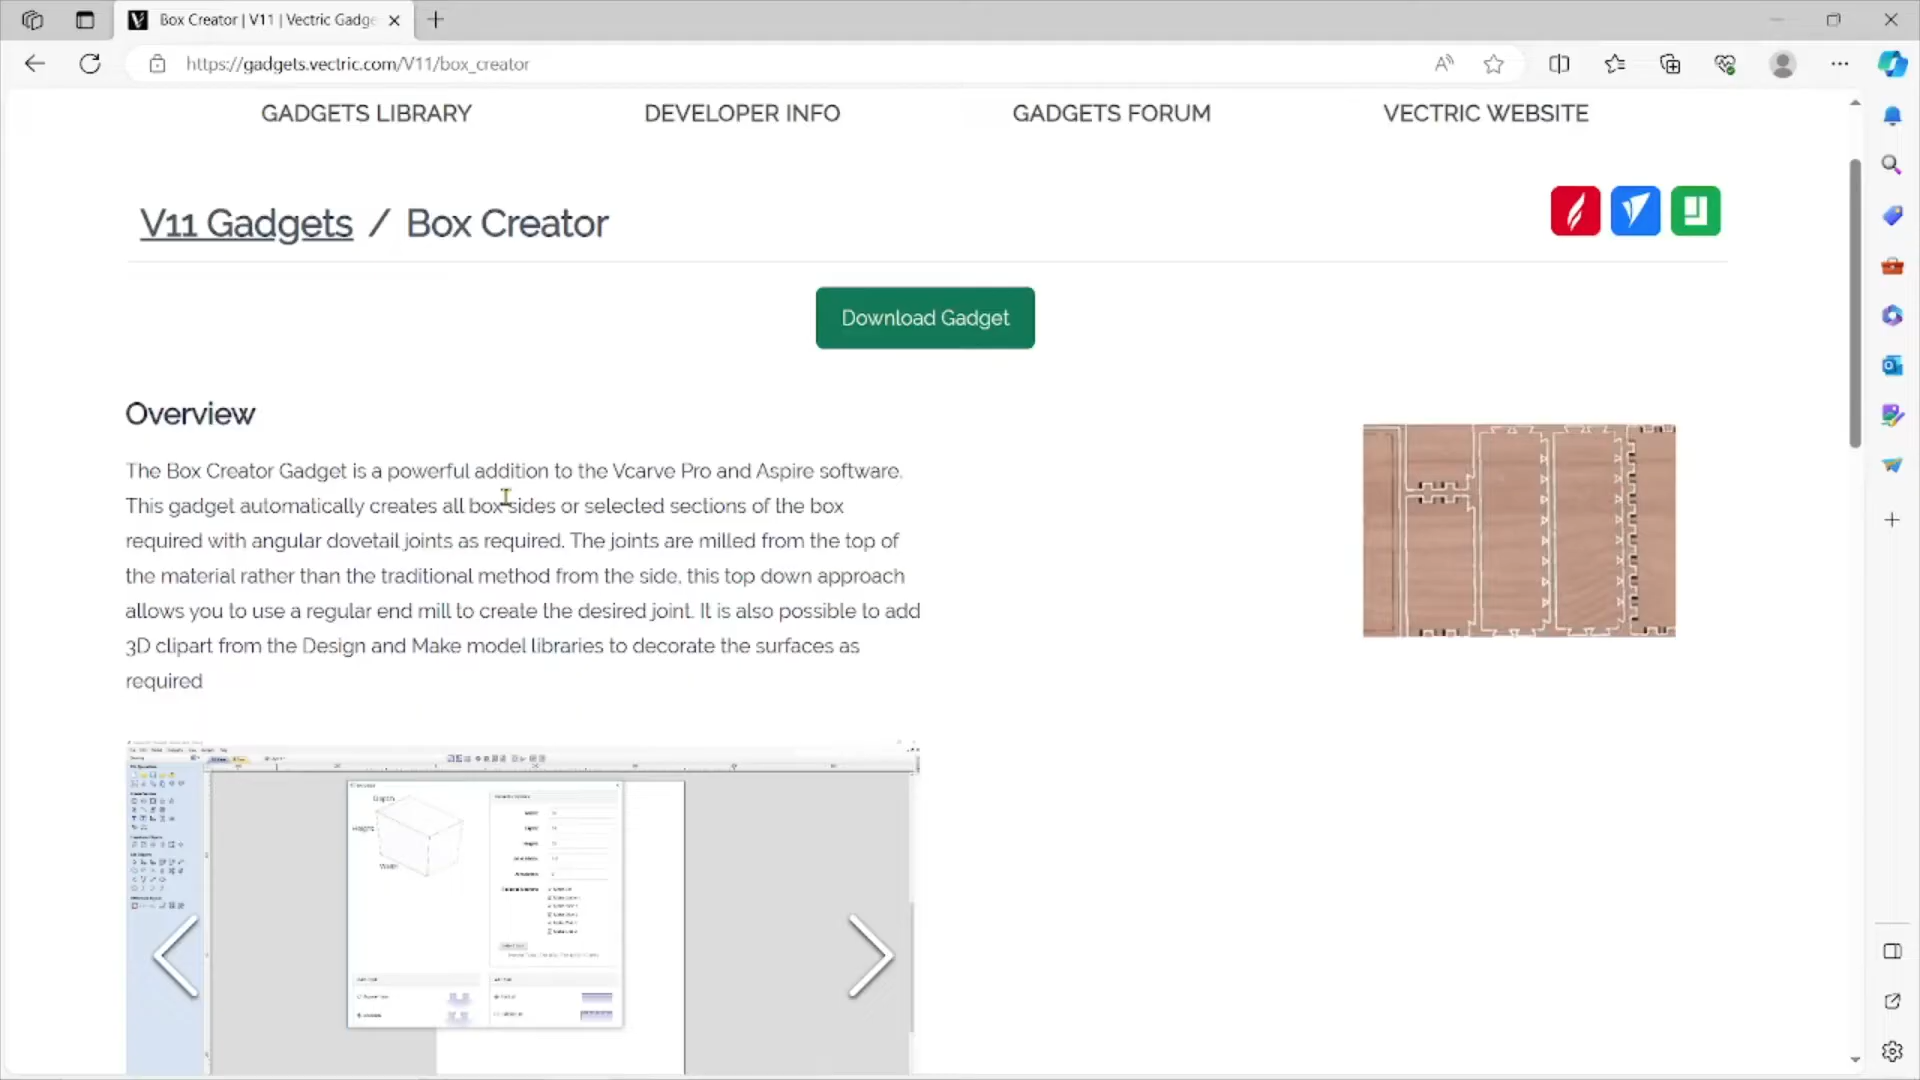 Box Creator | V11 | Vectric Gadge
https://gadgets.vectric.com/V11/box_creator
GADGETS LIBRARY
DEVELOPER INFO
GADGETS FORUM
VECTRIC WEBSITE
V11 Gadgets / Box Creator
Download Gadget
Overview
The Box Creator Gadget is a powerful addition to the Vcarve Pro and Aspire software.
This gadget automatically creates all box sides or selected sections of the box
required with angular dovetail joints as required. The joints are milled from the top of
the material rather than the traditional method from the side, this top down approach
allows you to use a regular end mill to create the desired joint. It is also possible to add
3D clipart from the Design and Make model libraries to decorate the surfaces as
required
Depth
Height
Width